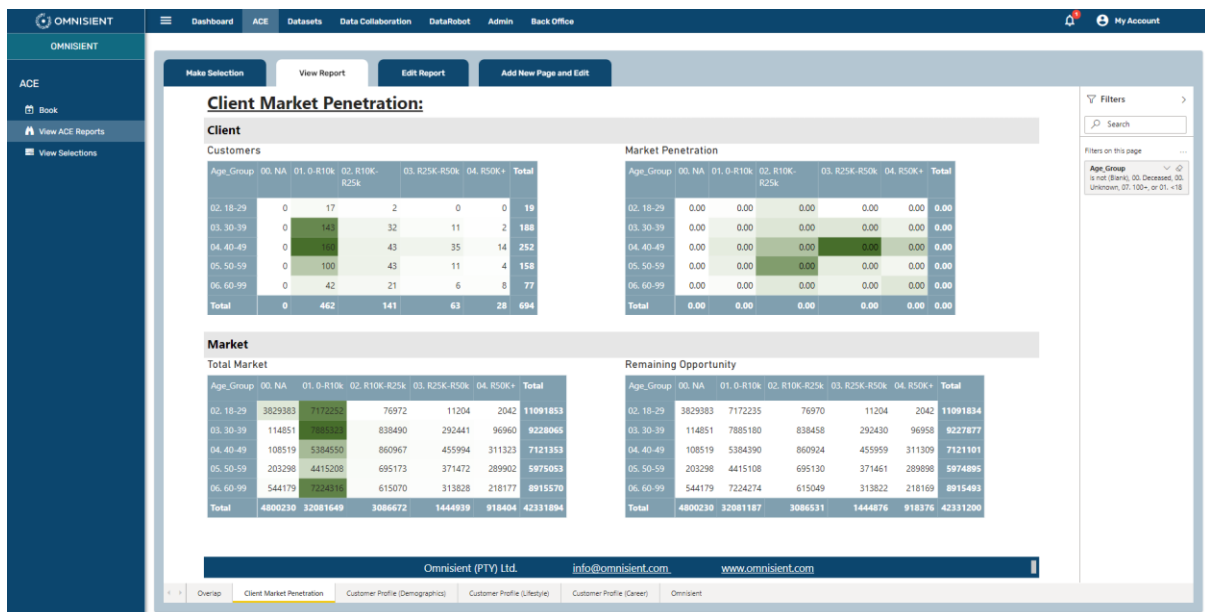 OMNISIENT
Dashboard ACE Datasets Data Collaboration DataRobot Admin Back Office
My Account
OMNISIENT
ACE
Book
View ACE Reports
View Selections
Make Selection View Report Edit Report Add New Page and Edit
Client Market Penetration:
Client
Customers
Age_Group 00. NA 01. 0-R10k 02. R10K-R25k 03. R25K-R50k 04. R50K+ Total
02. 18-29 0 17 2 0 0 19
03. 30-39 0 143 32 11 2 188
04. 40-49 0 160 43 35 14 252
05. 50-59 0 100 43 11 4 158
06. 60-99 0 42 21 6 8 77
Total 0 462 141 63 28 694
Market Penetration
Age_Group 00. NA 01. 0-R10k 02. R10K-R25k 03. R25K-R50k 04. R50K+ Total
02. 18-29 0.00 0.00 0.00 0.00 0.00 0.00
03. 30-39 0.00 0.00 0.00 0.00 0.00 0.00
04. 40-49 0.00 0.00 0.00 0.00 0.00 0.00
05. 50-59 0.00 0.00 0.00 0.00 0.00 0.00
06. 60-99 0.00 0.00 0.00 0.00 0.00 0.00
Total 0.00 0.00 0.00 0.00 0.00 0.00
Market
Total Market
Age_Group 00. NA 01. 0-R10k 02. R10K-R25k 03. R25K-R50k 04. R50K+ Total
02. 18-29 3829383 7172252 76972 11204 2042 11091853
03. 30-39 114851 7885323 838490 292441 96960 9228065
04. 40-49 108519 5384550 860967 455994 311323 7121353
05. 50-59 203298 4415208 695173 371472 289902 5975053
06. 60-99 544179 7224316 615070 313828 218177 8915570
Total 4800230 32081649 3086672 1444939 918404 42331894
Remaining Opportunity
Age_Group 00. NA 01. 0-R10k 02. R10K-R25k 03. R25K-R50k 04. R50K+ Total
02. 18-29 3829383 7172235 76970 11204 2042 11091834
03. 30-39 114851 7885180 838458 292430 96958 9227877
04. 40-49 108519 5384390 860924 455959 311309 7121101
05. 50-59 203298 4415108 695130 371461 289898 5974895
06. 60-99 544179 7224274 615049 313822 218169 8915493
Total 4800230 32081187 3086531 1444876 918376 42331200
Filters
Search
Filters on this page
Age_Group
is not (Blank), 00. Deceased, 00.
Unknown, 07. 100+, or 01. <18
Omnisient (PTY) Ltd. info@omnisient.com www.omnisient.com
Overlap Client Market Penetration Customer Profile (Demographics) Customer Profile (Lifestyle) Customer Profile (Career) Omnisient